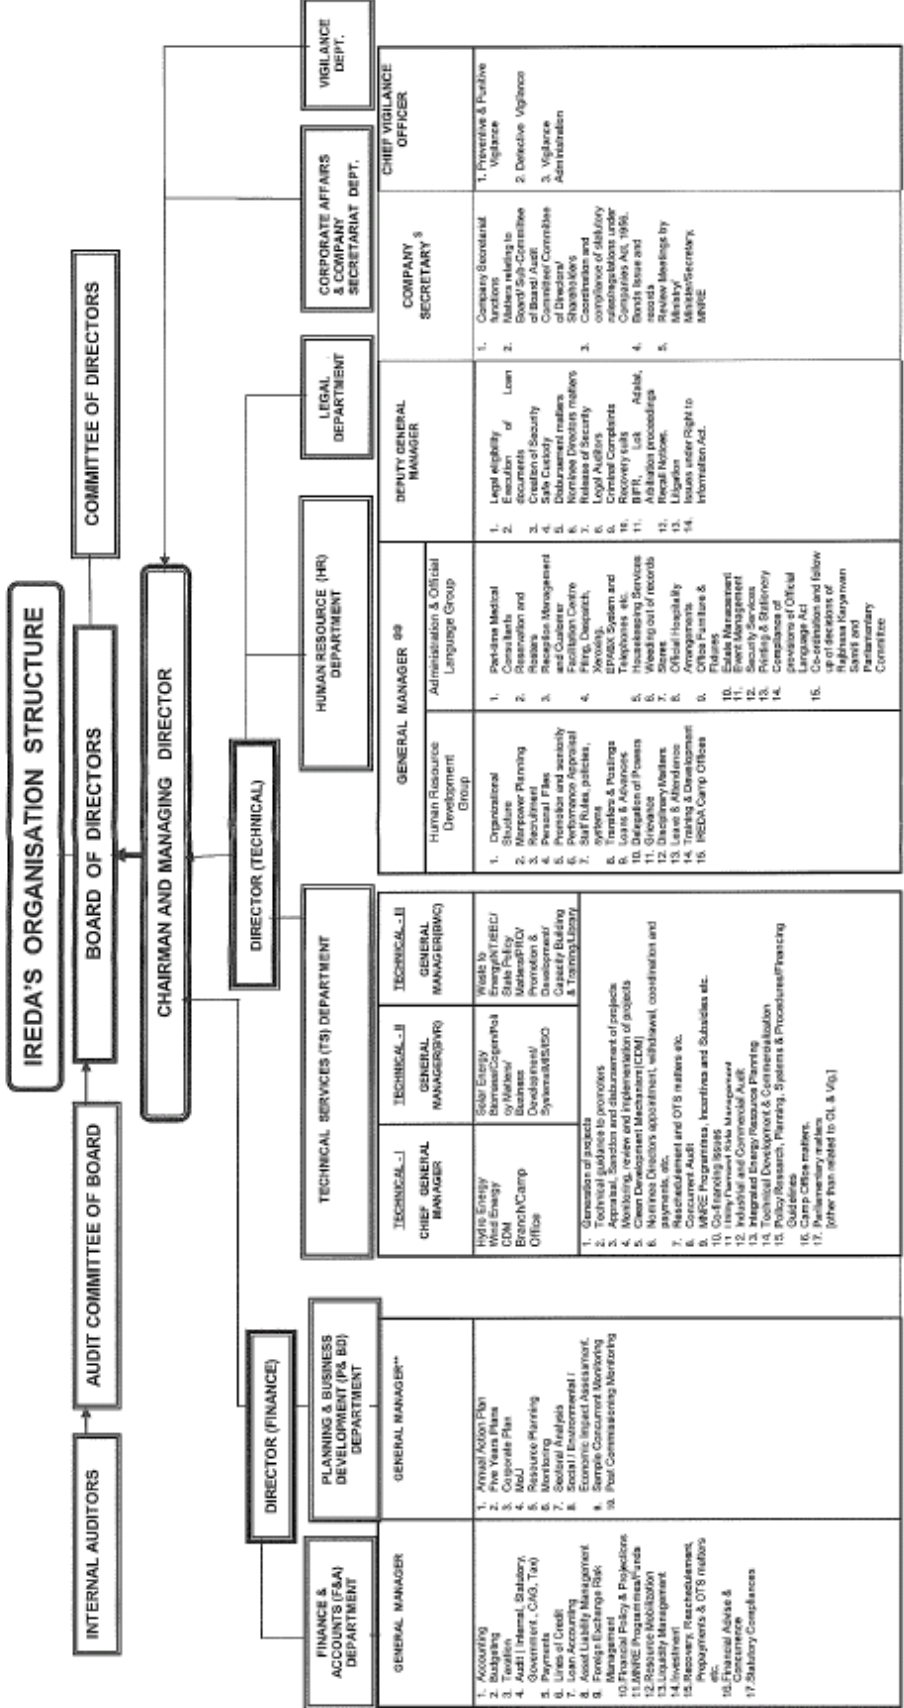 IREDA'S ORGANISATION STRUCTURE
INTERNAL AUDITORS
AUDIT COMMITTEE OF BOARD
BOARD OF DIRECTORS
COMMITTEE OF DIRECTORS
CHAIRMAN AND MANAGING DIRECTOR
DIRECTOR (FINANCE)
DIRECTOR (TECHNICAL)
FINANCE &
ACCOUNTS (F&A)
DEPARTMENT
PLANNING & BUSINESS
DEVELOPMENT (P& BD)
DEPARTMENT
TECHNICAL SERVICES (TS) DEPARTMENT
HUMAN RESOURCE (HR)
DEPARTMENT
LEGAL
DEPARTMENT
CORPORATE AFFAIRS
& COMPANY
SECRETARIAT DEPT.
VIGILANCE
DEPT.
GENERAL MANAGER
1. Accounting
2. Budgeting
3. Taxation
4. Audit ( Internal, Statutory,
Government , CAG, Tax)
5. Payments
6. Lines of Credit
7. Loan Accounting
8. Asset Liability Management
9. Foreign Exchange Risk
Management
10.Financial Policy & Projections
11.MNRE Programmes/Funds
12.Resource Mobilization
13.Liquidity Management
14.Investment
15.Recovery, Reschedulement,
Prepayments & OTS matters
etc.
16.Financial Advise &
Concurrence
17.Statutory Compliances
GENERAL MANAGER**
1. Annual Action Plan
2. Five Years Plans
3. Corporate Plan
4. MoU
5. Resource Planning
6. Monitoring
7. Sectoral Analysis
8. Social / Environmental /
Economic Impact Assessment.
9. Sample Concurrent Monitoring
10. Post Commissioning Monitoring
TECHNICAL - I
CHIEF GENERAL
MANAGER
Hydro Energy
Wind Energy
CDM
Branch/Camp
Office
TECHNICAL - II
GENERAL
MANAGER(BVR)
Solar Energy
Biomass/Cogen/Poli
cy Matters/
Business
Development/
Systems/MIS/ISO
TECHNICAL - III
GENERAL
MANAGER(BMC)
Waste to
Energy/NT/EEC/
State Policy
Matters/PRO/
Promotion &
Development/
Capacity Building
& Training/Library
1. Generation of projects
2. Technical guidance to promoters
3. Appraisal, Sanction and disbursement of projects
4. Monitoring, review and implementation of projects
5. Clean Development Mechanism(CDM)
6. Nominee Directors appointment, withdrawal, coordination and
payments, etc.
7. Reschedulement and OTS matters etc.
8. Concurrent Audit
9. MNRE Programmes, Incentives and Subsidies etc.
10. Co-financing issues
11 Utility Demand Side Management
12. Industrial and Commercial Audit
13. Integrated Energy Resource Planning
14. Technical Development & Commercialization
15. Policy Research, Planning, Systems & Procedures/Financing
Guidelines
16. Camp Office matters.
17. Parliamentary matters
[other than related to OL & Vig.]
GENERAL MANAGER @@
Human Resource
Development
Group
1. Organizational
Structure
2. Manpower Planning
3. Recruitment
4. Personal Files
5. Promotion and seniority
6. Performance Appraisal
7. Staff Rules, policies,
systems
8. Transfers & Postings
9. Loans & Advances
10. Delegation of Powers
11. Grievance
12. Disciplinary Matters
13. Leave & Attendence
14. Training & Development
15. IREDA Camp Offices
Administration & Official
Language Group
1. Part-time Medical
Consultants
2. Reservation and
Rosters
3. Reception Management
and Customer
Facilitation Centre
4. Filing, Despatch,
Xeroxing,
EPABX System and
Telephones etc.
5. Housekeeping Services
6. Weeding out of records
7. Stores
8. Official Hospitality
Arrangements
9. Office Furniture &
Fixtures
10. Estate Management
11. Event Management
12. Security Services
13. Printing & Stationery
14. Compliance of
provisions of Official
Language Act
15. Co-ordination and follow
up of decisions of
Rajbhasa Karyanvan
Samiti and
Parliamentary
Committee
DEPUTY GENERAL
MANAGER
1. Legal eligibility
2. Execution of Loan
documents
3. Creation of Security
4. Safe Custody
5. Disbursement matters
6. Nominee Directors matters
7. Release of Security
8. Legal Auditors
9. Criminal Complaints
10. Recovery suits
11. BIFR, Lok Adalat,
Arbitration proceedings
12. Recall Notices.
13. Litigation
14. Issues under Right to
Information Act.
COMPANY
SECRETARY $
1. Company Secretarial
functions
2. Matters relating to
Board/ Sub-Committee
of Board/ Audit
Committee/ Committee
of Directors/
Shareholders
3. Coordination and
compliance of statutory
rules/regulations under
Companies Act, 1956.
4. Bonds Issue and
records
5. Review Meetings by
Ministry/
Minister/Secretary,
MNRE
CHIEF VIGILANCE
OFFICER
1. Preventive & Punitive
Vigilance
2. Detective Vigilance
3. Vigilance
Administration